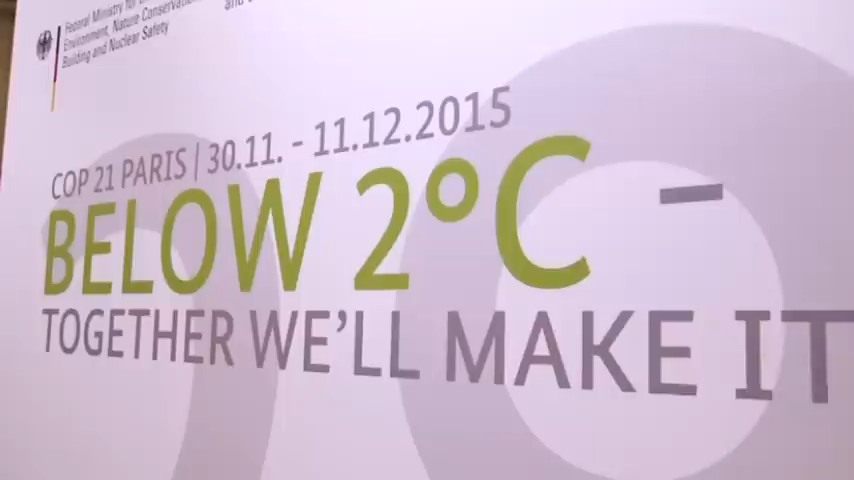 Federal Ministry for
Environment, Nature Conservation
Building and Nuclear Safety
and
COP 21 PARIS | 30.11. - 11.12.2015
BELOW 2°C –
TOGETHER WE'LL MAKE IT